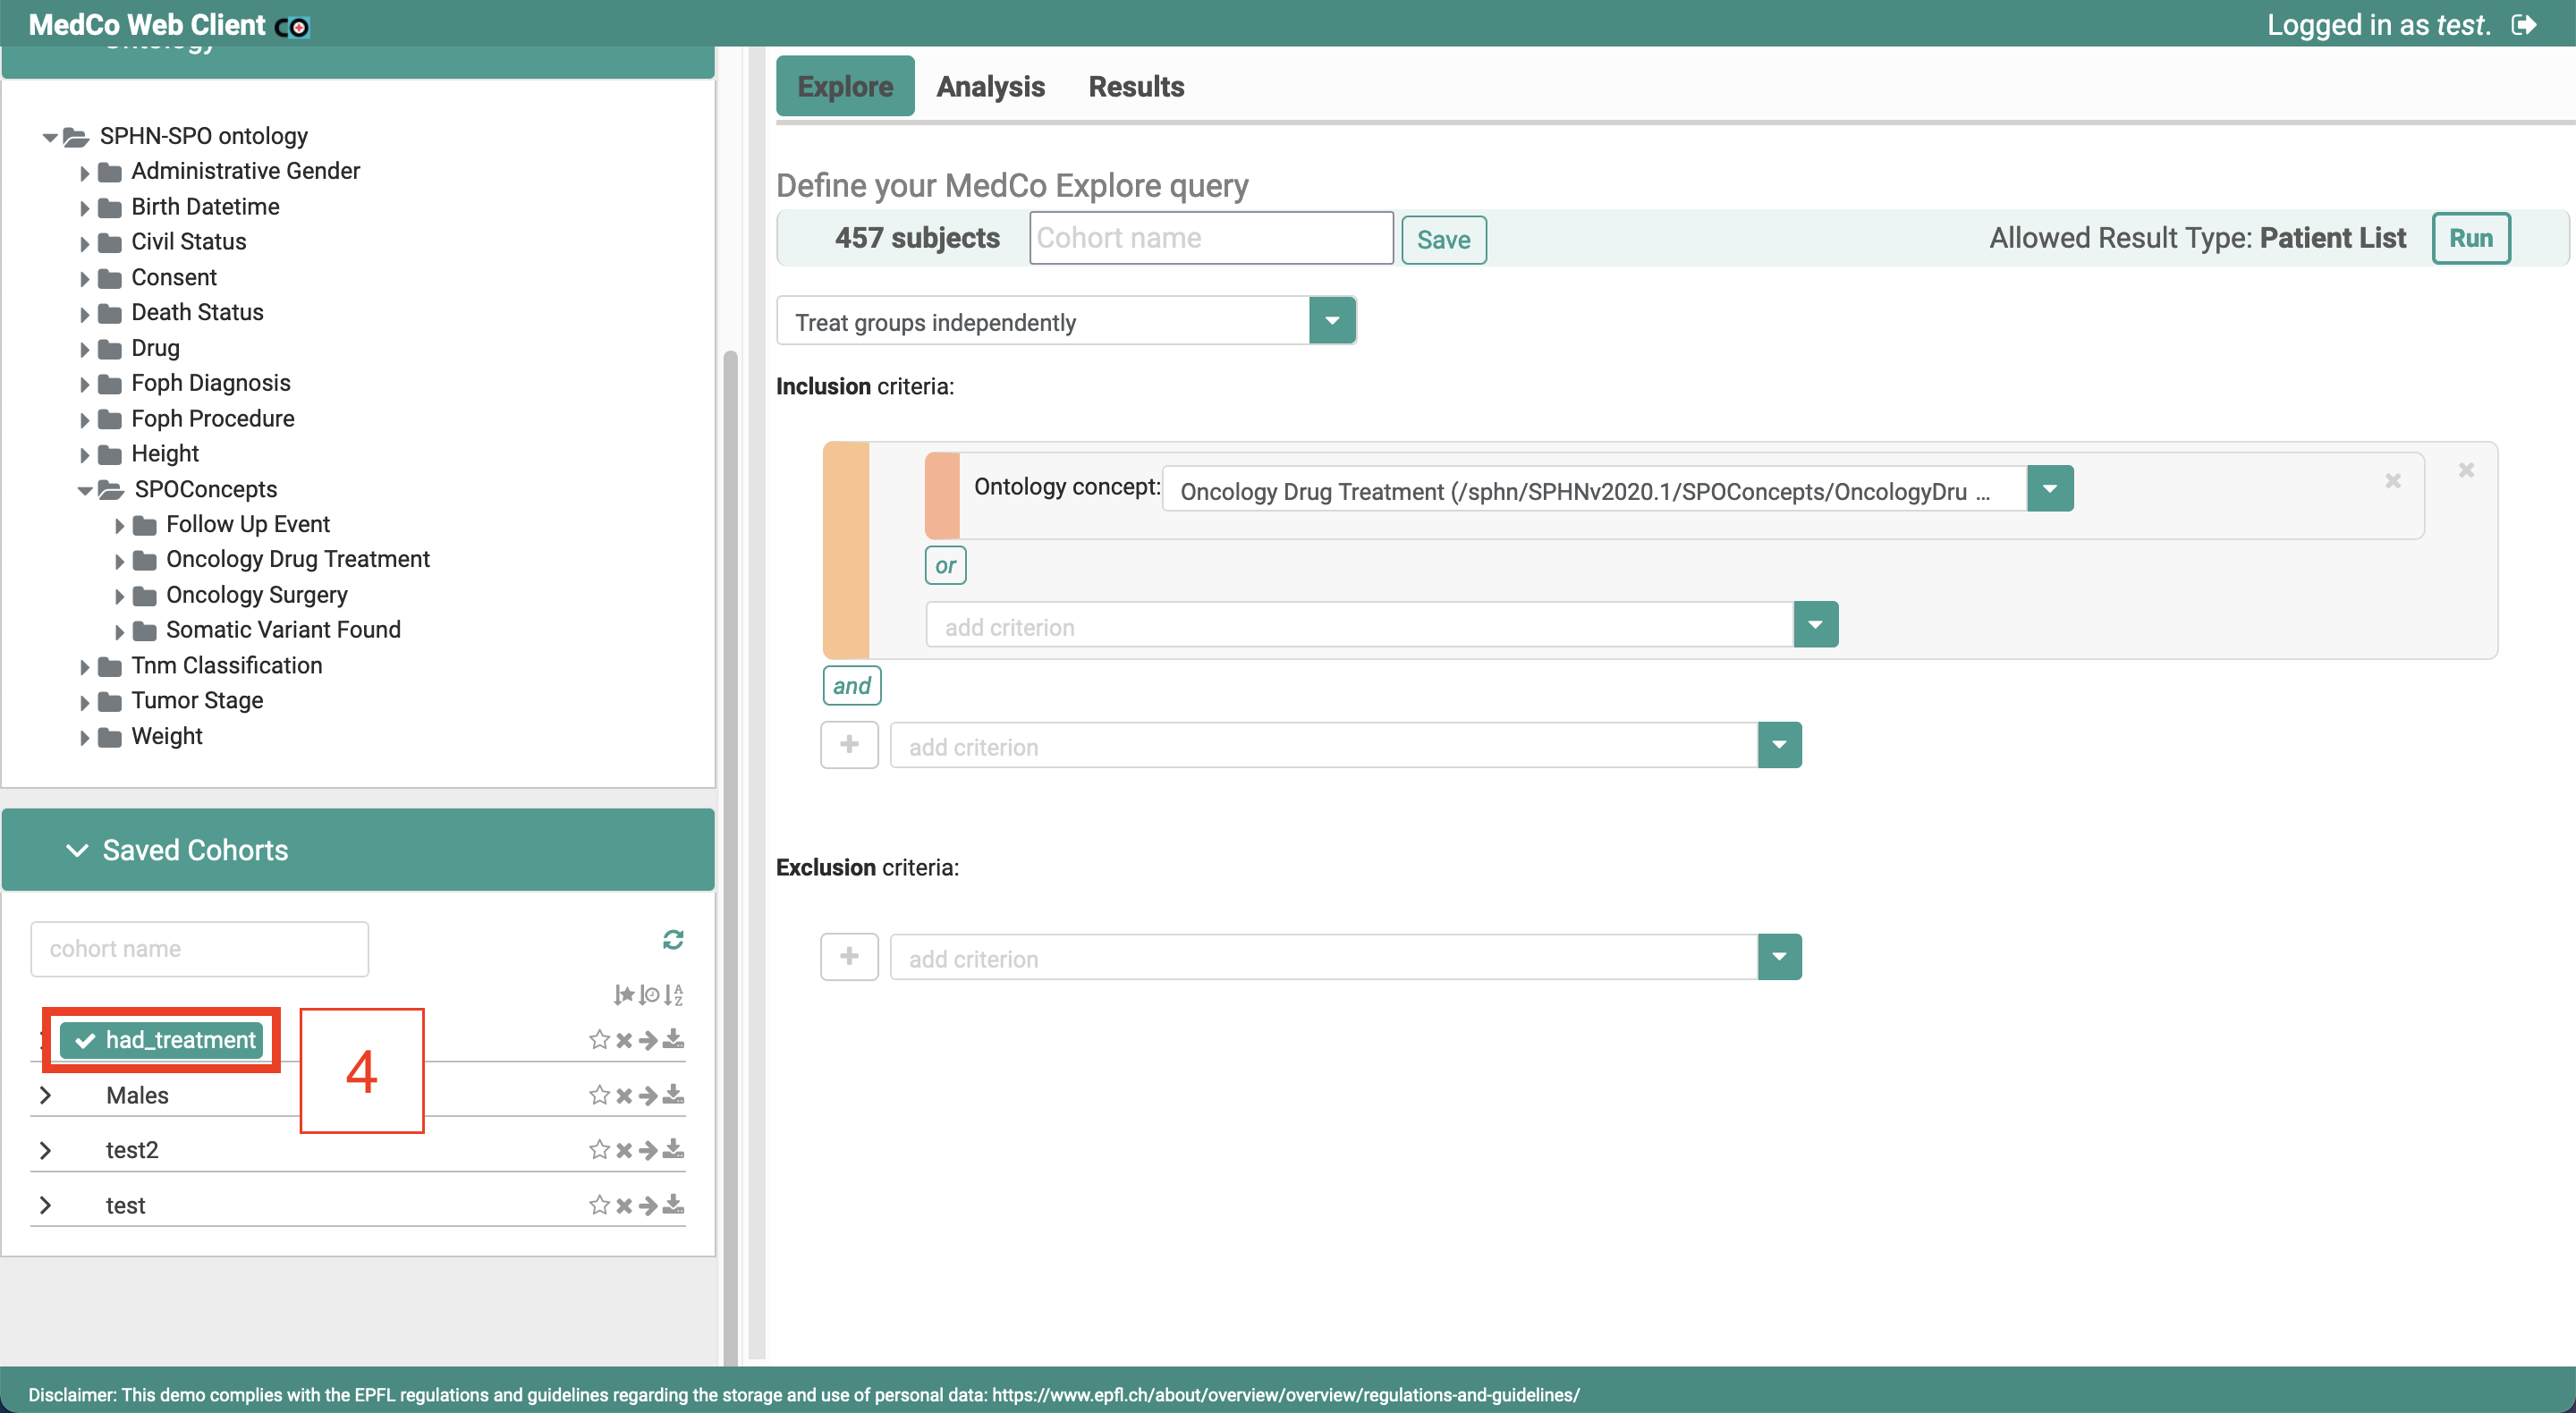 MedCo Web Client
Logged in as test.
Ontology
SPHN-SPO ontology
Administrative Gender
Birth Datetime
Civil Status
Consent
Death Status
Drug
Foph Diagnosis
Foph Procedure
Height
SPOConcepts
Follow Up Event
Oncology Drug Treatment
Oncology Surgery
Somatic Variant Found
Tnm Classification
Tumor Stage
Weight
Saved Cohorts
cohort name
had_treatment
4
Males
test2
test
Explore Analysis Results
Define your MedCo Explore query
457 subjects Cohort name Save Allowed Result Type: Patient List Run
Treat groups independently
Inclusion criteria:
Ontology concept: Oncology Drug Treatment (/sphn/SPHNv2020.1/SPOConcepts/OncologyDru ...
or
add criterion
and
add criterion
Exclusion criteria:
add criterion
Disclaimer: This demo complies with the EPFL regulations and guidelines regarding the storage and use of personal data: https://www.epfl.ch/about/overview/overview/regulations-and-guidelines/